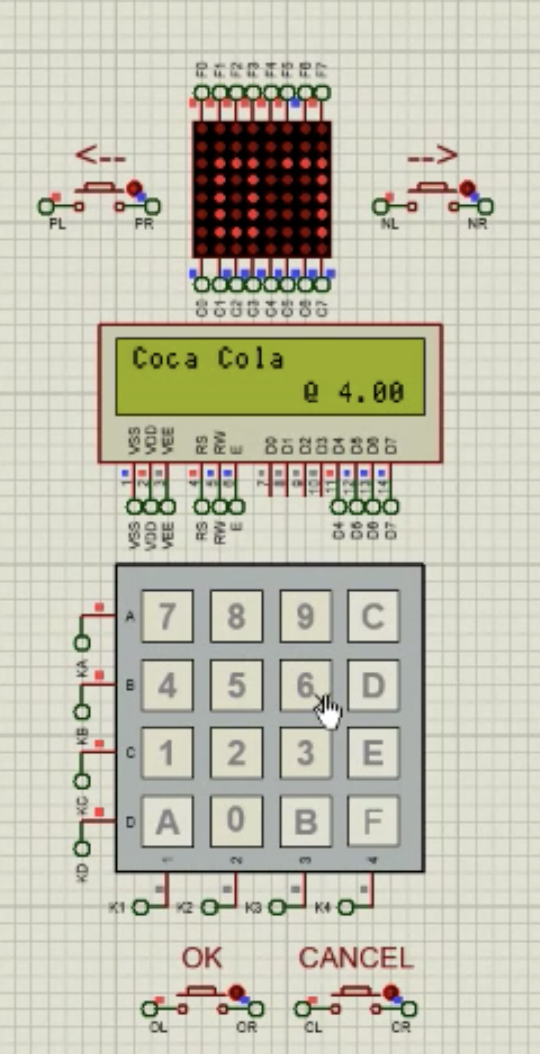 F0 F1 F2 F3 F4 F5 F6 F7
<-- -->
PL PR NL NR
C0 C1 C2 C3 C4 C5 C6 C7
Coca Cola
@ 4.00
VSS VDD VEE RS RW E D0 D1 D2 D3 D4 D5 D6 D7
1 2 3 4 5 6 7 8 9 10 11 12 13 14
VSS VDD VEE RS RW E D4 D5 D6 D7
A 7 8 9 C
KA
B 4 5 6 D
KB
C 1 2 3 E
KC
D A 0 B F
KD
1 2 3 4
K1 K2 K3 K4
OK CANCEL
OL OR CL CR